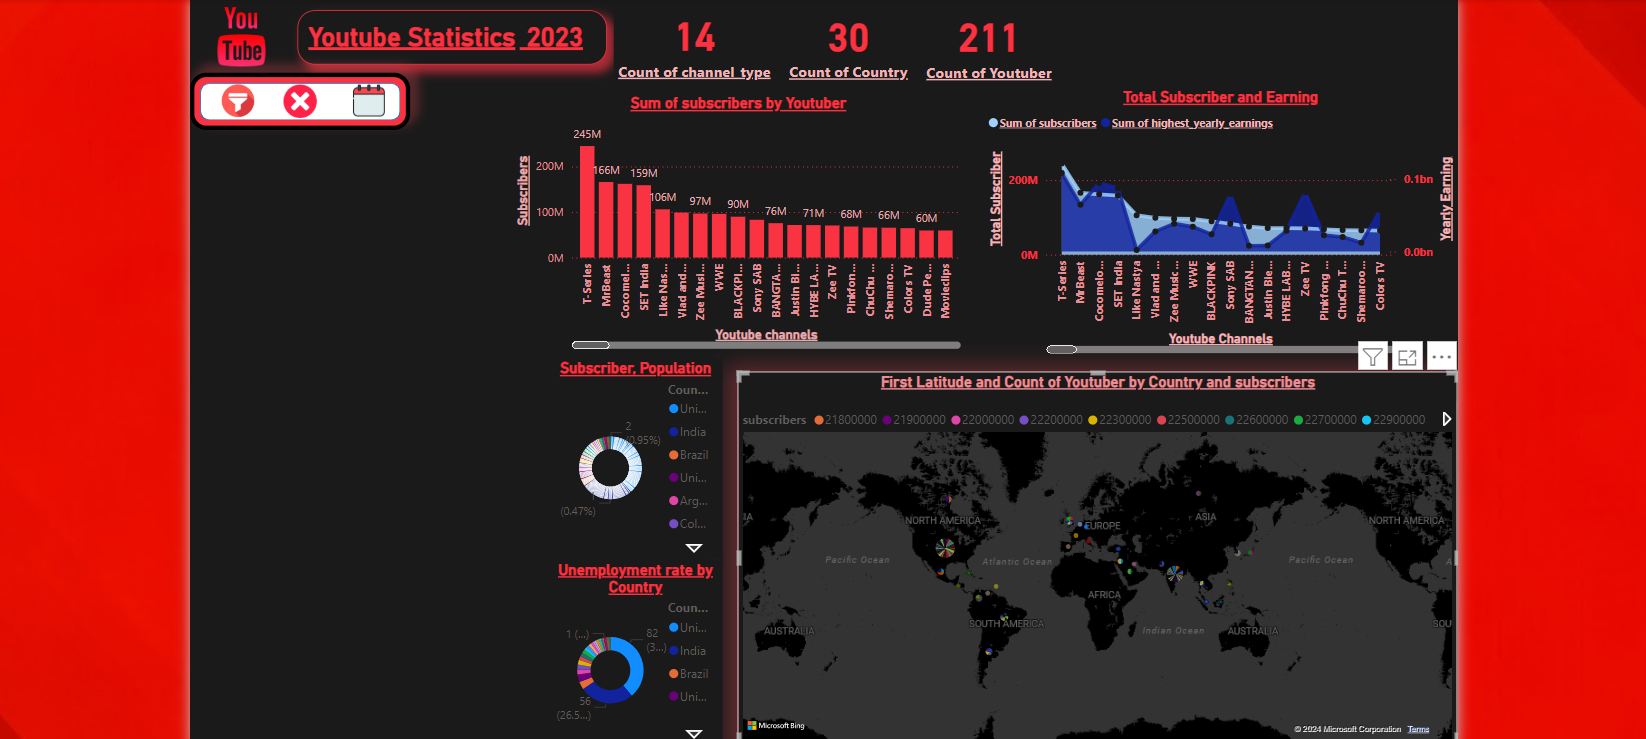 You
Tube
Youtube Statistics 2023
14
Count of channel_type
30
Count of Country
211
Count of Youtuber
Sum of subscribers by Youtuber
Subscribers
200M
100M
0M
245M
166M
159M
106M
97M
90M
76M
71M
68M
66M
60M
T-Series
MrBeast
Cocomel...
SET India
Like Nas...
Vlad and...
Zee Musi...
WWE
BLACKPI...
Sony SAB
BANGTA...
Justin Bi...
HYBE LA...
Zee TV
Pinkfon...
ChuChu ...
Shemaro...
Colors TV
Dude Pe...
Movieclips
Youtube channels
Total Subscriber and Earning
Sum of subscribers
Sum of highest_yearly_earnings
Total Subariber
200M
0M
0.1bn
0.0bn
Yearly Earning
T-Series
MrBeast
Cocomelo...
SET India
Like Nastya
Vlad and ...
Zee Music...
WWE
BLACKPINK
Sony SAB
BANGTAN...
Justin Bie...
HYBE LAB...
Zee TV
Pinkfong ...
ChuChu T...
Shemaroo...
Colors TV
Youtube Channels
Subscriber, Population
Coun...
Uni...
India
Brazil
Uni...
Arg...
Col...
2
(0.95%)
(0.47%)
Unemployment rate by
Country
Coun...
Uni...
India
Brazil
Uni...
1 (...)
82
(3...)
56
(26.5...)
First Latitude and Count of Youtuber by Country and subscribers
subscribers
21800000
21900000
22000000
22200000
22300000
22500000
22600000
22700000
22900000
IA
NORTH AMERICA
EUROPE
ASIA
NORTH AMERICA
Pacific Ocean
Atlantic Ocean
Pacific Ocean
A
AFRICA
SOUTH AMERICA
AUSTRALIA
Indian Ocean
AUSTRALIA
SOU
Microsoft Bing
© 2024 Microsoft Corporation Terms